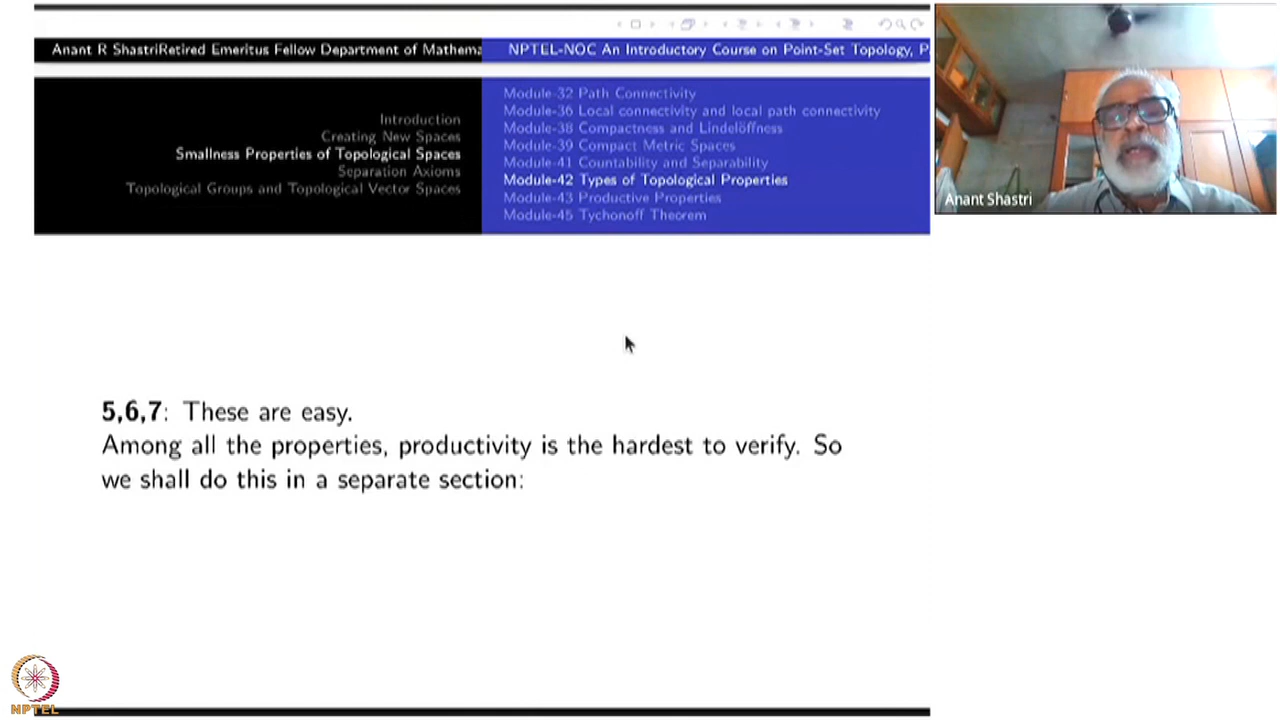 Anant R ShastriRetired Emeritus Fellow Department of Mathema
NPTEL-NOC An Introductory Course on Point-Set Topology, P
Introduction
Creating New Spaces
Smallness Properties of Topological Spaces
Separation Axioms
Topological Groups and Topological Vector Spaces
Module-32 Path Connectivity
Module-36 Local connectivity and local path connectivity
Module-38 Compactness and Lindelöffness
Module-39 Compact Metric Spaces
Module-41 Countability and Separability
Module-42 Types of Topological Properties
Module-43 Productive Properties
Module-45 Tychonoff Theorem
Anant Shastri
5,6,7: These are easy.
Among all the properties, productivity is the hardest to verify. So
we shall do this in a separate section:
NPTEL